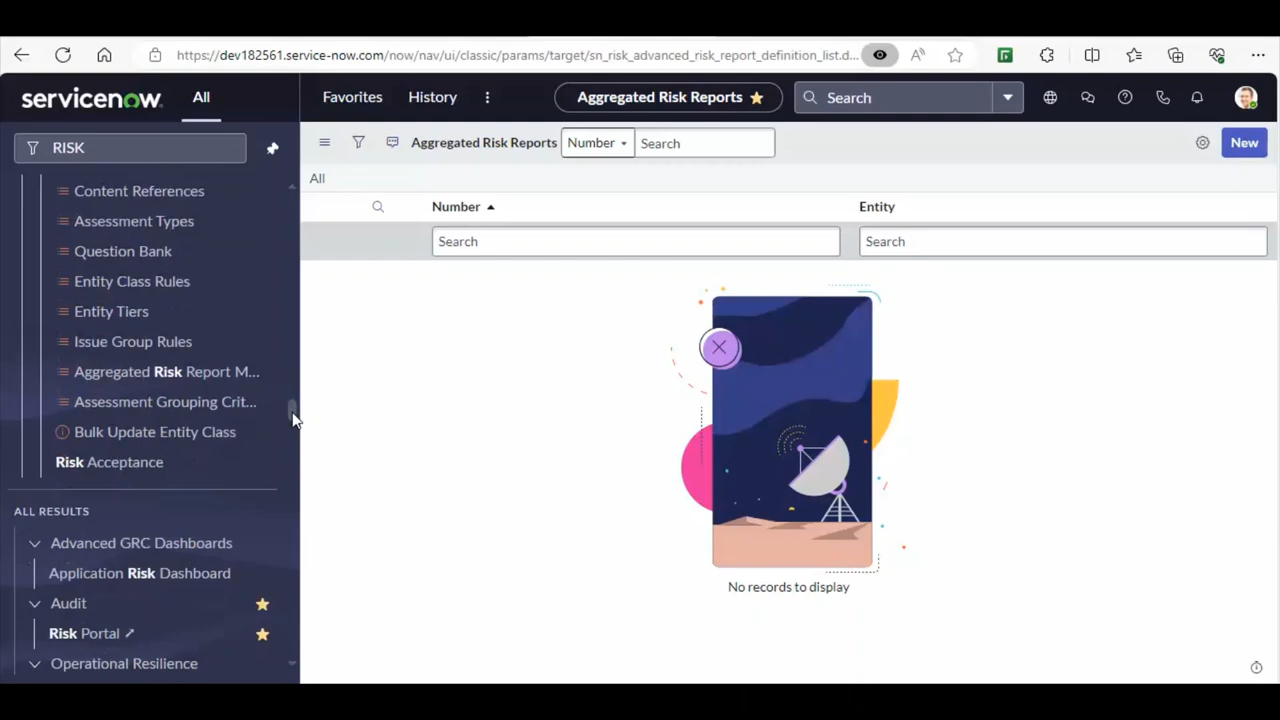 https://dev182561.service-now.com/now/nav/ui/classic/params/target/sn_risk_advanced_risk_report_definition_list.d...
servicenow
All
Favorites
History
Aggregated Risk Reports
Search
RISK
Aggregated Risk Reports
Number
Search
New
All
Content References
Assessment Types
Question Bank
Entity Class Rules
Entity Tiers
Issue Group Rules
Aggregated Risk Report M...
Assessment Grouping Crit...
Bulk Update Entity Class
Risk Acceptance
ALL RESULTS
Advanced GRC Dashboards
Application Risk Dashboard
Audit
Risk Portal
Operational Resilience
Number
Entity
Search
Search
No records to display